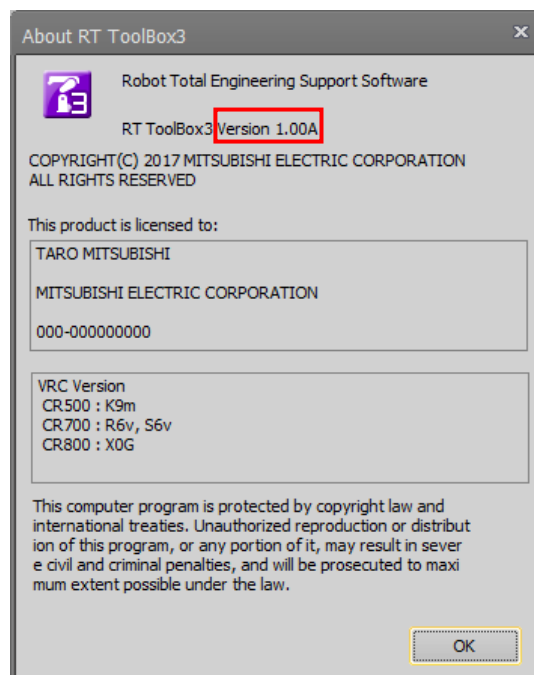 About RT ToolBox3
Robot Total Engineering Support Software
RT ToolBox3 Version 1.00A
COPYRIGHT(C) 2017 MITSUBISHI ELECTRIC CORPORATION
ALL RIGHTS RESERVED
This product is licensed to:
TARO MITSUBISHI
MITSUBISHI ELECTRIC CORPORATION
000-000000000
VRC Version
CR500 : K9m
CR700 : R6v, S6v
CR800 : X0G
This computer program is protected by copyright law and
international treaties. Unauthorized reproduction or distribut
ion of this program, or any portion of it, may result in sever
e civil and criminal penalties, and will be prosecuted to maxi
mum extent possible under the law.
OK